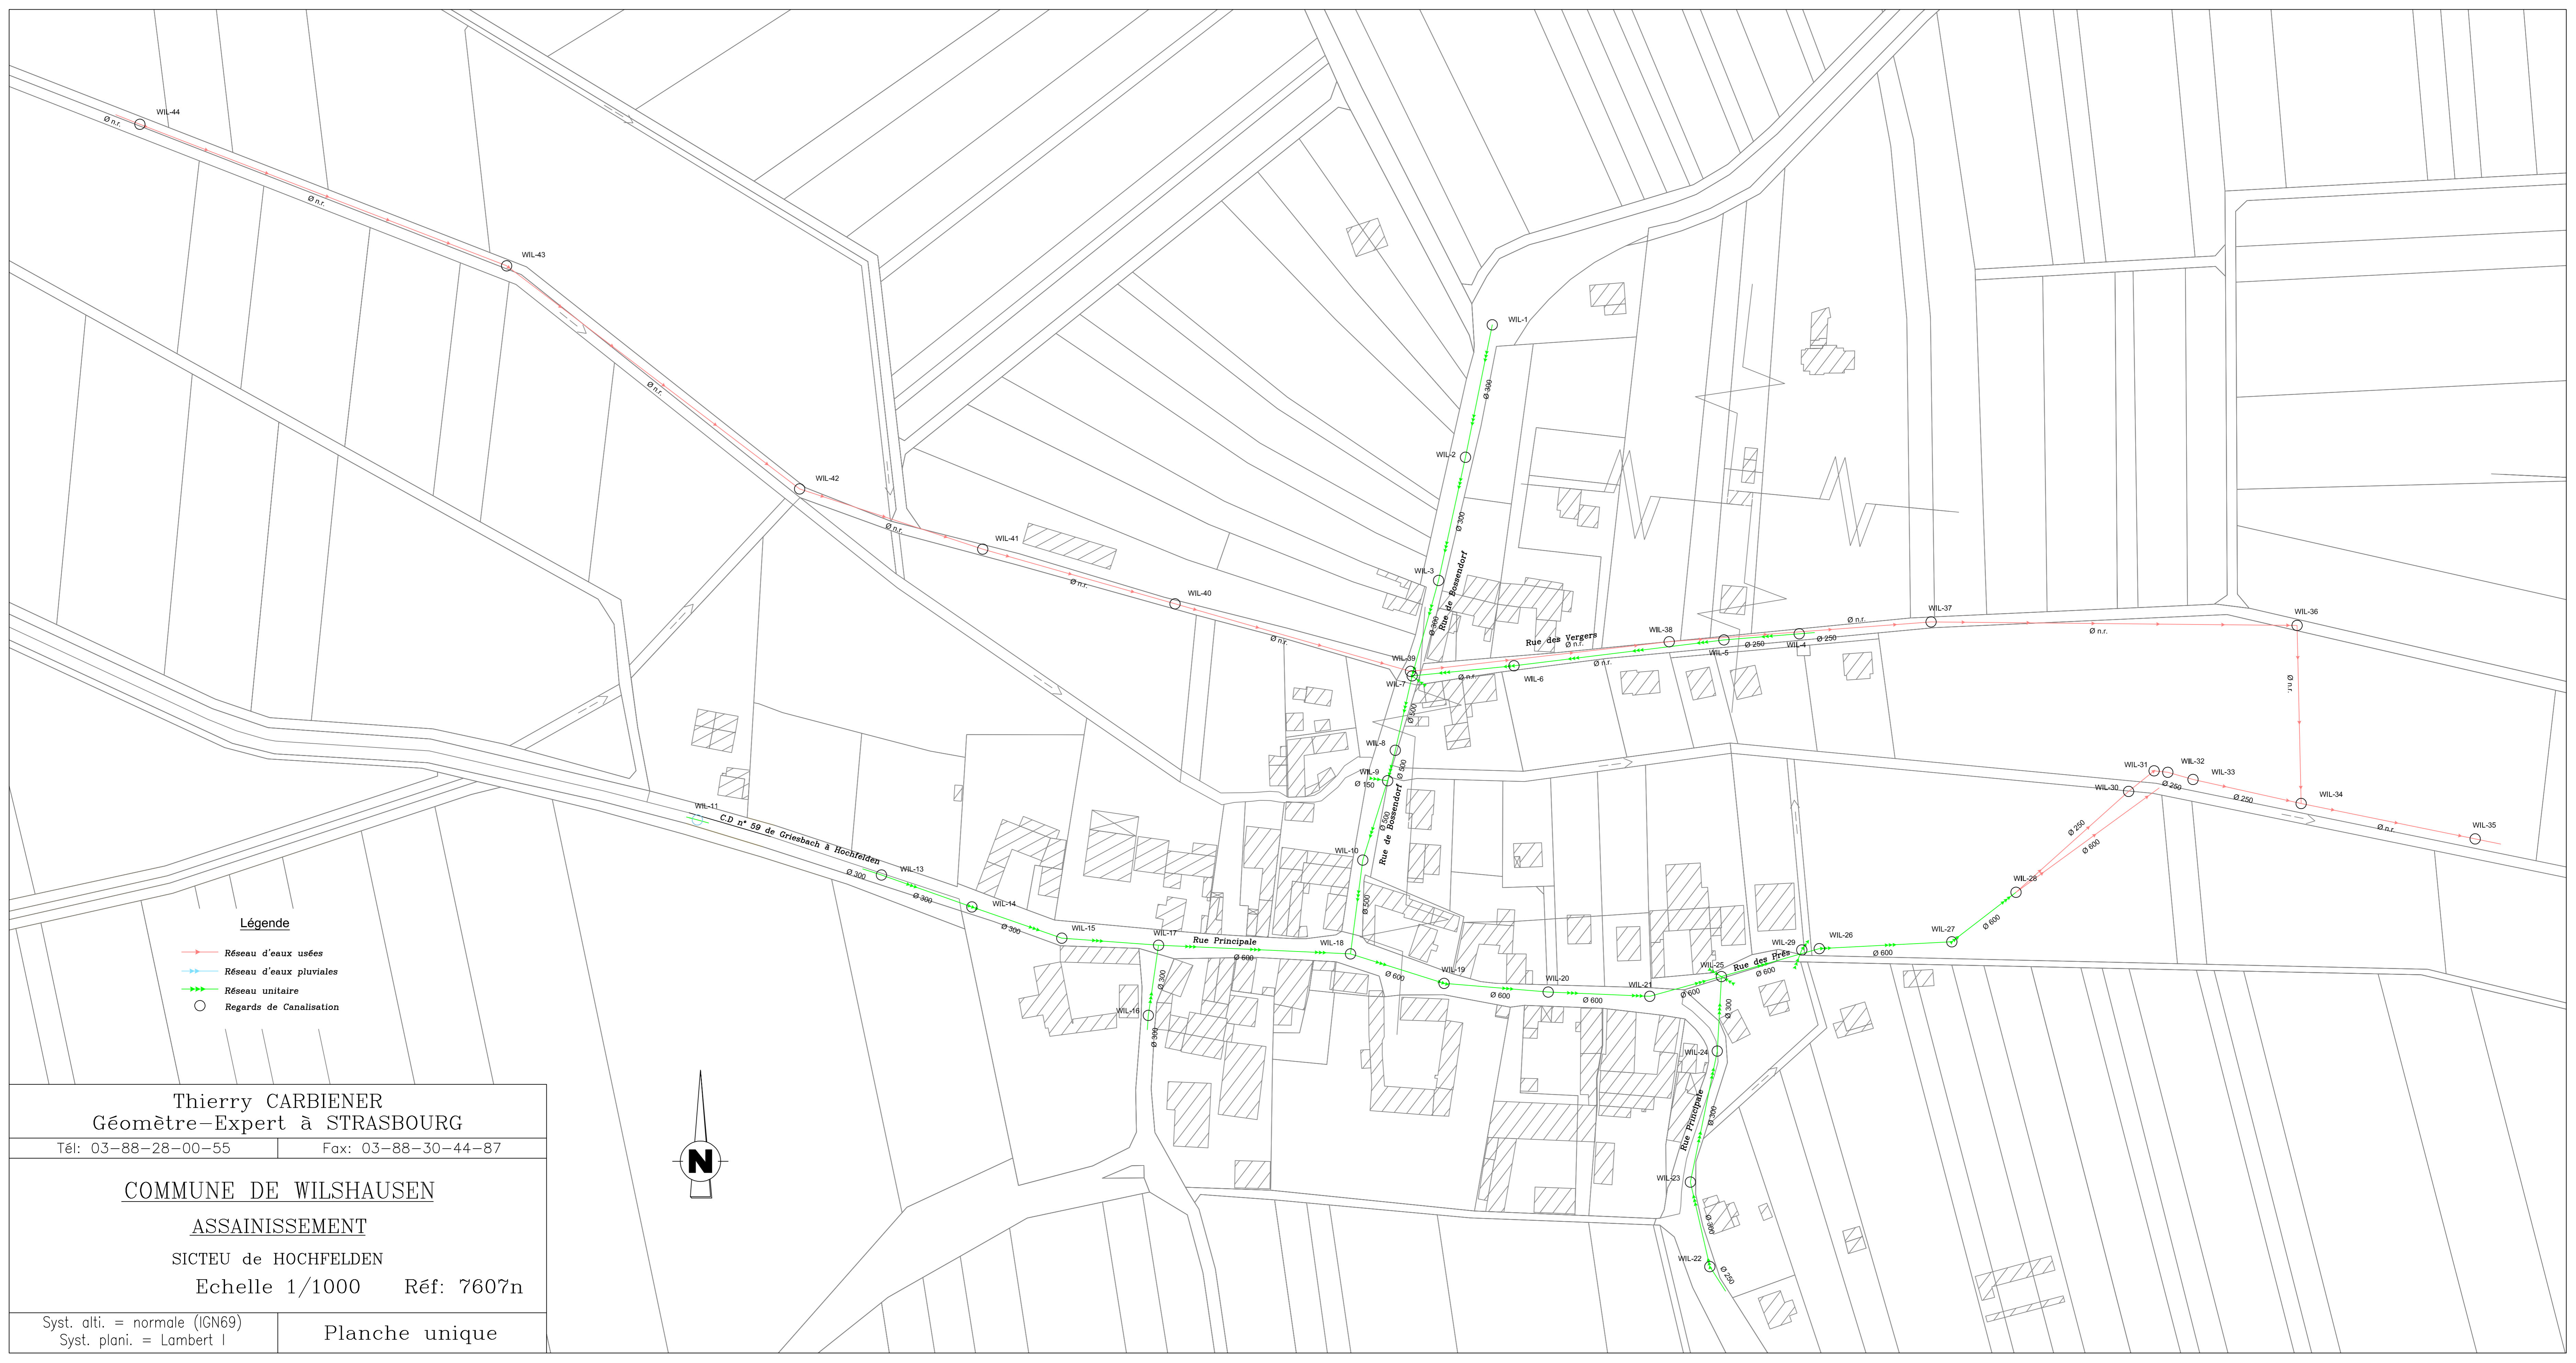 WIL-44
Ø n.r.
Ø n.r.
WIL-43
Ø n.r.
WIL-42
Ø n.r.
WIL-41
Ø n.r.
WIL-40
Ø n.r.
WIL-1
Ø 300
WIL-2
Ø 300
WIL-3
Rue de Bossendorf
Ø 300
WIL-39
WIL-7
Ø n.r.
Rue des Vergers
Ø n.r.
WIL-6
Ø n.r.
WIL-38
WIL-5
Ø 250
WIL-4
Ø 250
Ø n.r.
WIL-37
Ø n.r.
WIL-36
Ø n.r.
Ø 500
WIL-8
Ø 500
WIL-9
Ø 150
Ø 500
Rue de Bossendorf
WIL-10
Ø 500
WIL-31
WIL-32
WIL-33
Ø 250
WIL-30
Ø 250
WIL-34
Ø n.r.
WIL-35
Ø 250
Ø 600
WIL-28
WIL-11
C.D n° 59 de Griesbach à Hochfelden
Ø 300
WIL-13
Ø 300
WIL-14
Ø 300
WIL-15
WIL-17
Rue Principale
Ø 600
WIL-18
Ø 300
WIL-16
Ø 300
Ø 600
WIL-19
Ø 600
WIL-20
Ø 600
WIL-21
Ø 600
WIL-25
Rue des Prés
Ø 600
WIL-29
WIL-26
Ø 600
WIL-27
Ø 600
Ø 300
WIL-24
Ø 300
Rue Principale
WIL-23
Ø 300
WIL-22
Ø 250
Légende
Réseau d'eaux usées
Réseau d'eaux pluviales
Réseau unitaire
Regards de Canalisation
N
Thierry CARBIENER
Géomètre-Expert à STRASBOURG
Tél: 03-88-28-00-55
Fax: 03-88-30-44-87
COMMUNE DE WILSHAUSEN
ASSAINISSEMENT
SICTEU de HOCHFELDEN
Echelle 1/1000 Réf: 7607n
Syst. alti. = normale (IGN69)
Syst. plani. = Lambert I
Planche unique